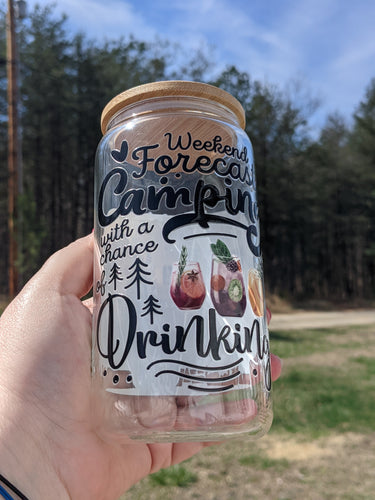 Weekend
Forecast
Camping
with a
chance
of
Drinking